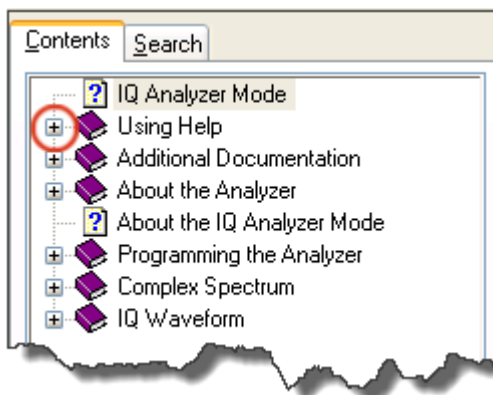 Contents Search
IQ Analyzer Mode
Using Help
Additional Documentation
About the Analyzer
About the IQ Analyzer Mode
Programming the Analyzer
Complex Spectrum
IQ Waveform